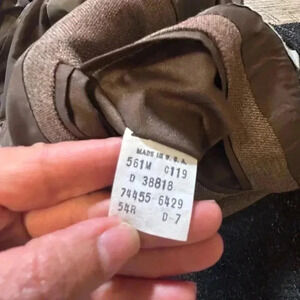 MADE IN U.S.A.
561M C119
D 38818
74455 6429
54R D-7